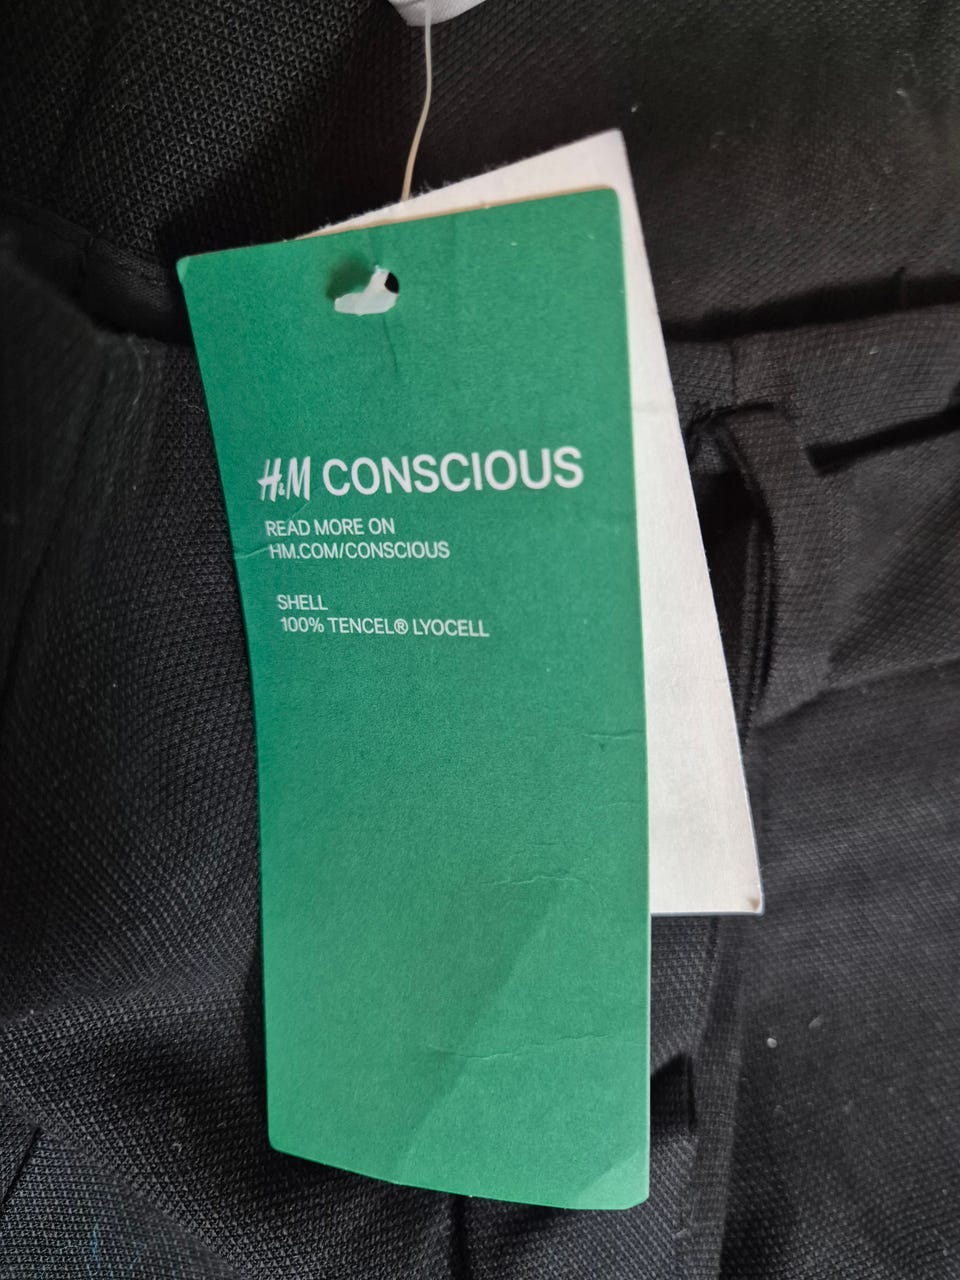 H&M CONSCIOUS
READ MORE ON
HM.COM/CONSCIOUS
SHELL
100% TENCEL® LYOCELL